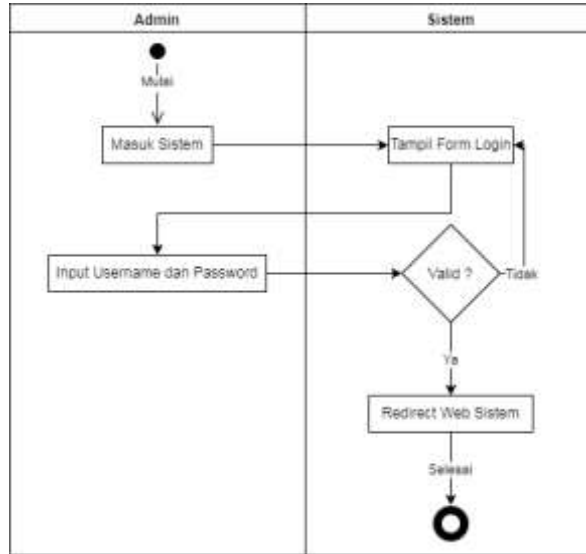 Admin
Sistem
Mulai
Masuk Sistem
Tampil Form Login
Input Username dan Password
Valid ?
Tidak
Ya
Redirect Web Sistem
Selesai